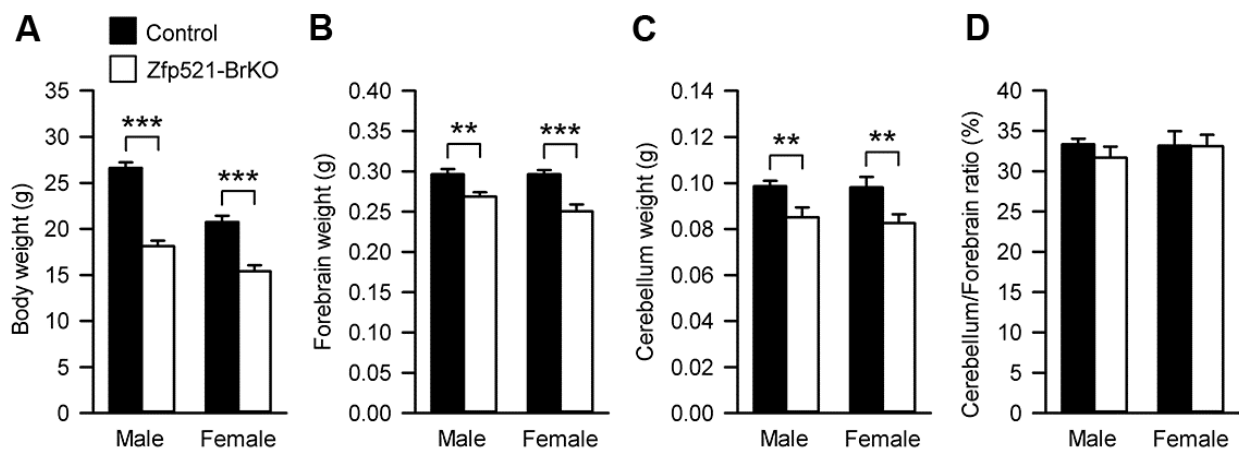 A
Control
Zfp521-BrKO
Body weight (g)
35
30
25
20
15
10
5
0
***
***
Male Female
B
Forebrain weight (g)
0.40
0.35
0.30
0.25
0.20
0.15
0.10
0.05
0.00
**
***
Male Female
C
Cerebellum weight (g)
0.14
0.12
0.10
0.08
0.06
0.04
0.02
0.00
**
**
Male Female
D
Cerebellum/Forebrain ratio (%)
40
35
30
25
20
15
10
5
0
Male Female